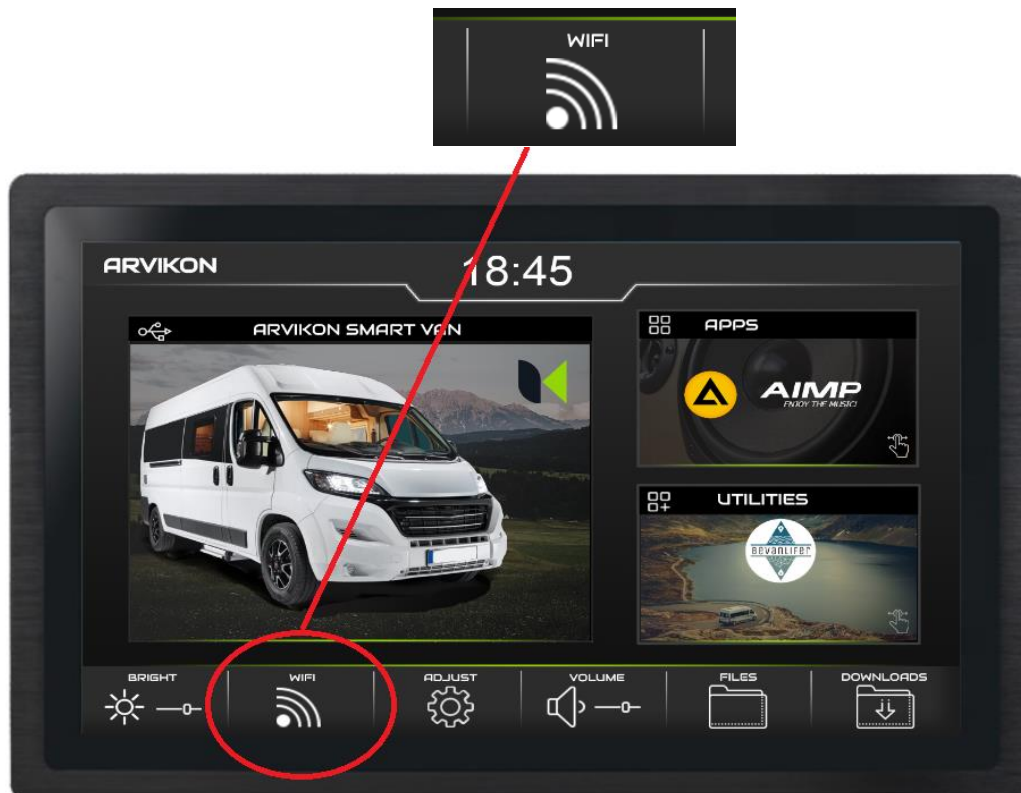 WIFI
ARVIKON
18:45
ARVIKON SMART VAN
APPS
AIMP
ENJOY THE MUSIC!
UTILITIES
BEVANLIFER
BRIGHT
WIFI
ADJUST
VOLUME
FILES
DOWNLOADS